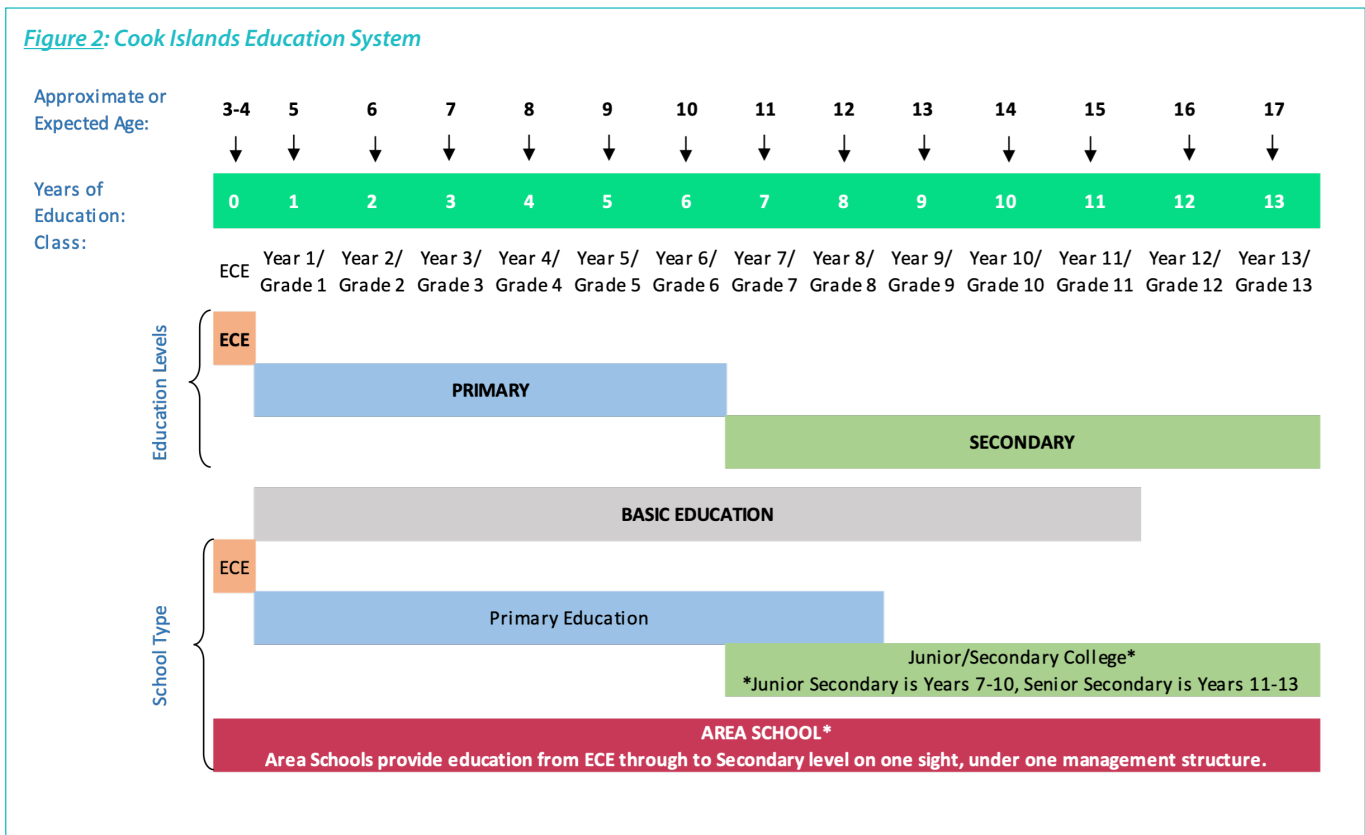 Figure 2: Cook Islands Education System
Approximate or
Expected Age:
3-4 5 6 7 8 9 10 11 12 13 14 15 16 17
Years of
Education:
Class:
0 1 2 3 4 5 6 7 8 9 10 11 12 13
ECE
Year 1/ Year 2/ Year 3/ Year 4/ Year 5/ Year 6/ Year 7/ Year 8/ Year 9/ Year 10/ Year 11/ Year 12/ Year 13/
Grade 1 Grade 2 Grade 3 Grade 4 Grade 5 Grade 6 Grade 7 Grade 8 Grade 9 Grade 10 Grade 11 Grade 12 Grade 13
Education Levels
ECE
PRIMARY
SECONDARY
BASIC EDUCATION
School Type
ECE
Primary Education
Junior/Secondary College*
*Junior Secondary is Years 7-10, Senior Secondary is Years 11-13
AREA SCHOOL*
Area Schools provide education from ECE through to Secondary level on one sight, under one management structure.